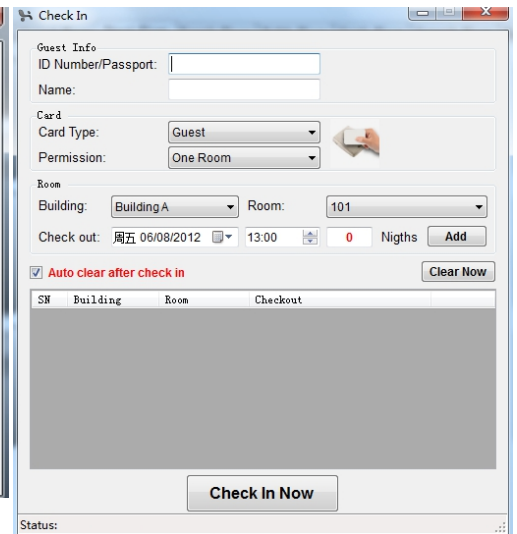 Check In
Guest Info
ID Number/Passport:
Name:
Card
Card Type: Guest
Permission: One Room
Room
Building: Building A Room: 101
Check out: 周五 06/08/2012 13:00 0 Nigths Add
Auto clear after check in Clear Now
SN Building Room Checkout
Check In Now
Status: